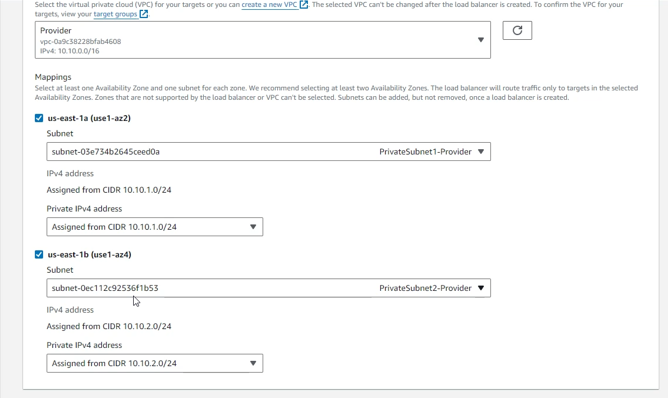 Select the virtual private cloud (VPC) for your targets or you can create a new VPC. The selected VPC can't be changed after the load balancer is created. To confirm the VPC for your
targets, view your target groups.
Provider
vpc-0a9c38228bfab4608
IPv4: 10.10.0.0/16
Mappings
Select at least one Availability Zone and one subnet for each zone. We recommend selecting at least two Availability Zones. The load balancer will route traffic only to targets in the selected
Availability Zones. Zones that are not supported by the load balancer or VPC can't be selected. Subnets can be added, but not removed, once a load balancer is created.
us-east-1a (use1-az2)
Subnet
subnet-03e734b2645ceed0a PrivateSubnet1-Provider
IPv4 address
Assigned from CIDR 10.10.1.0/24
Private IPv4 address
Assigned from CIDR 10.10.1.0/24
us-east-1b (use1-az4)
Subnet
subnet-0ec112c92536f1b53 PrivateSubnet2-Provider
IPv4 address
Assigned from CIDR 10.10.2.0/24
Private IPv4 address
Assigned from CIDR 10.10.2.0/24